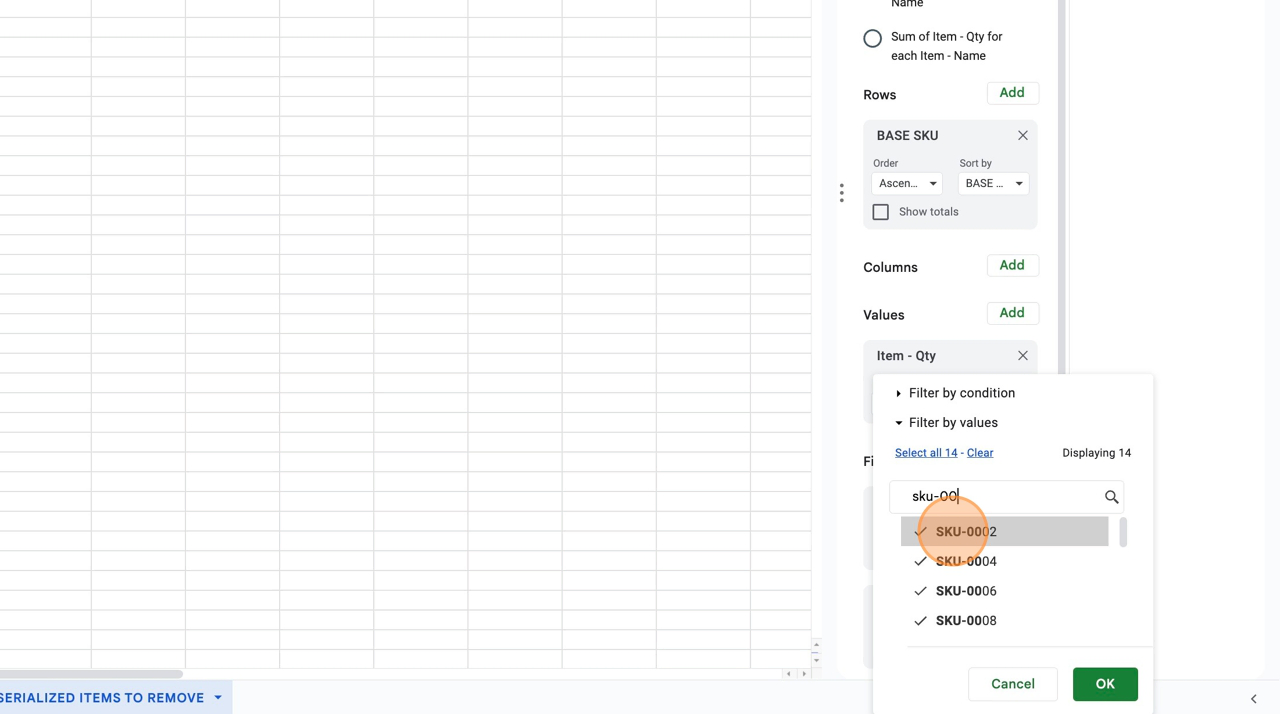 Name
Sum of Item - Qty for
each Item - Name
Rows
Add
BASE SKU
Order
Sort by
Ascen...
BASE ...
Show totals
Columns
Add
Values
Add
Item - Qty
Filter by condition
Filter by values
Select all 14 - Clear
Displaying 14
Fi
sku-00
SKU-0002
SKU-0004
SKU-0006
SKU-0008
Cancel
OK
SERIALIZED ITEMS TO REMOVE